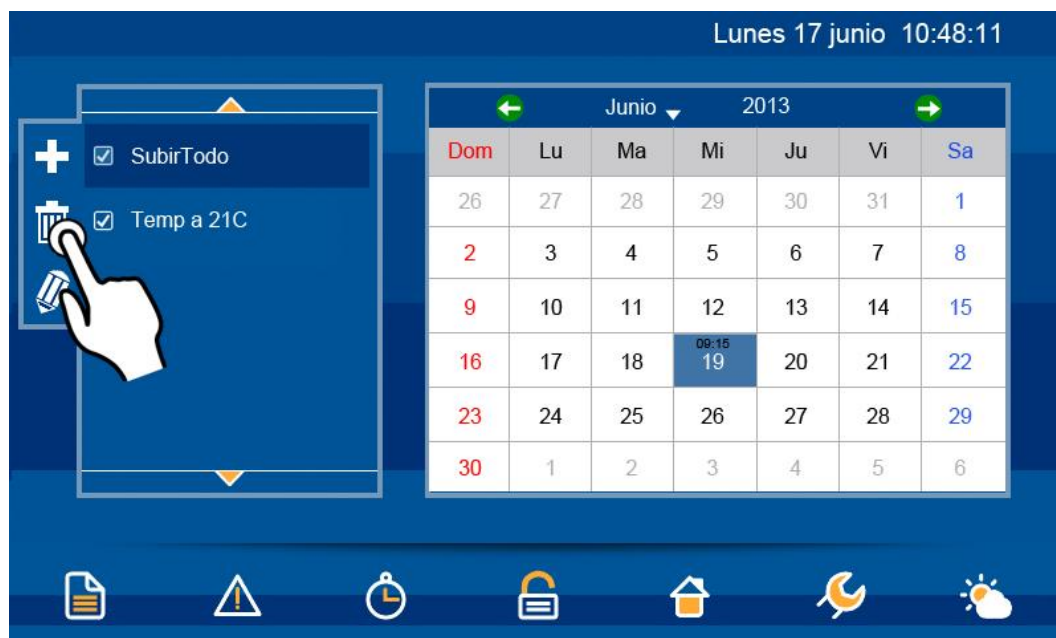 Lunes 17 junio 10:48:11
SubirTodo
Temp a 21C
Junio 2013
Dom Lu Ma Mi Ju Vi Sa
26 27 28 29 30 31 1
2 3 4 5 6 7 8
9 10 11 12 13 14 15
09:15
16 17 18 19 20 21 22
23 24 25 26 27 28 29
30 1 2 3 4 5 6